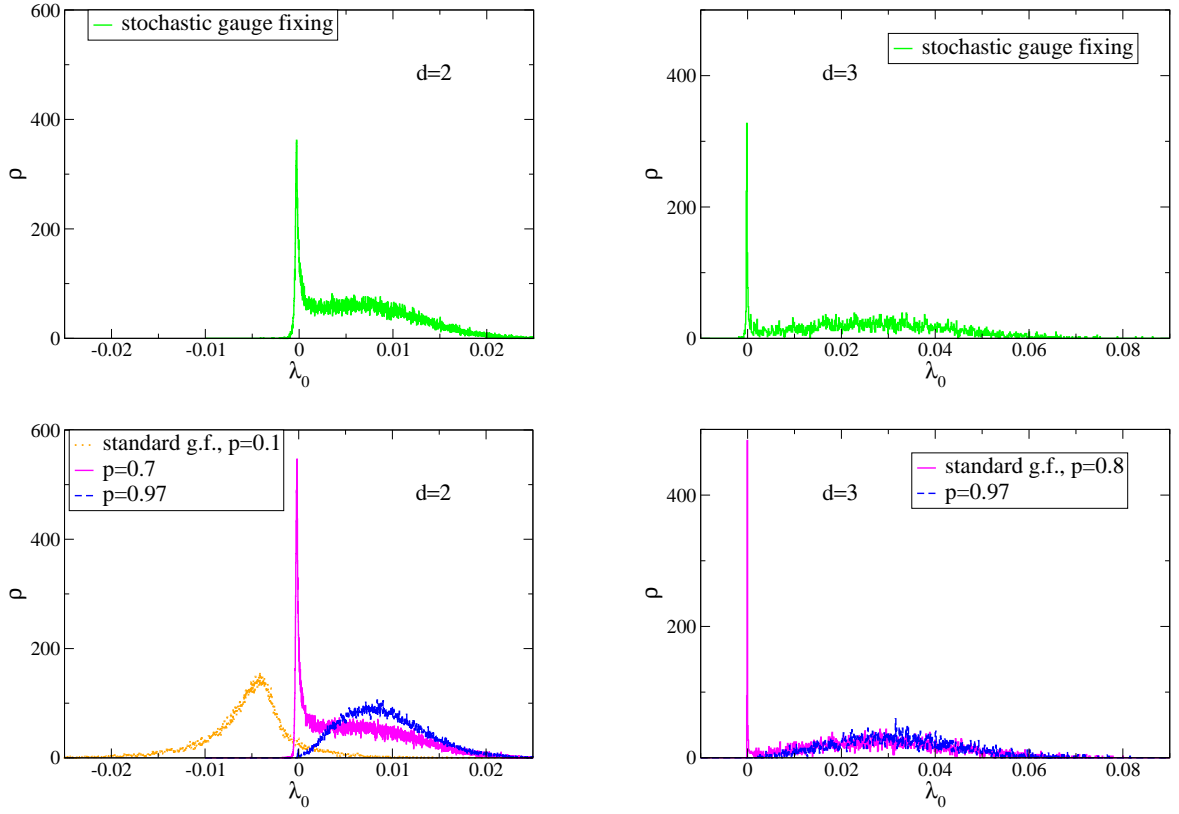 stochastic gauge fixing
d=2
600
400
200
0
ρ
-0.02
-0.01
0
0.01
0.02
λ0
stochastic gauge fixing
d=3
400
200
0
ρ
0
0.02
0.04
0.06
0.08
λ0
standard g.f., p=0.1
p=0.7
p=0.97
d=2
600
400
200
0
ρ
-0.02
-0.01
0
0.01
0.02
λ0
standard g.f., p=0.8
p=0.97
d=3
400
200
0
ρ
0
0.02
0.04
0.06
0.08
λ0